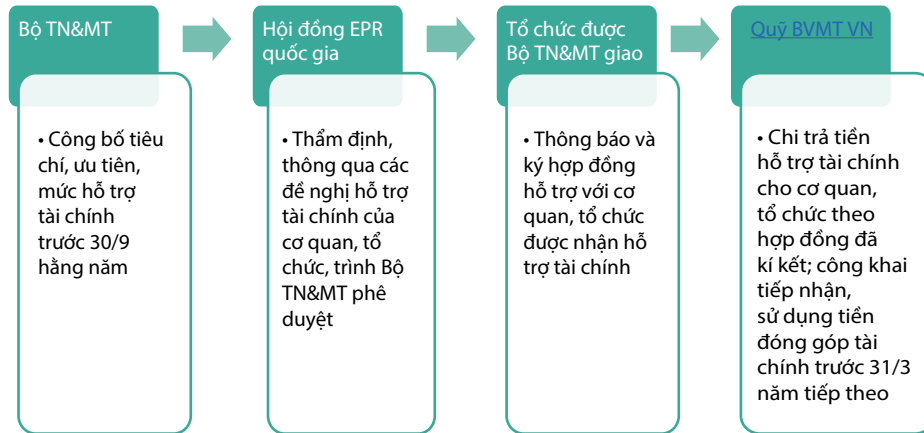 Bộ TN&MT
• Công bố tiêu
chí, ưu tiên,
mức hỗ trợ
tài chính
trước 30/9
hằng năm
Hội đồng EPR
quốc gia
• Thẩm định,
thông qua các
đề nghị hỗ trợ
tài chính của
cơ quan, tổ
chức, trình Bộ
TN&MT phê
duyệt
Tổ chức được
Bộ TN&MT giao
• Thông báo và
ký hợp đồng
hỗ trợ với cơ
quan, tổ chức
được nhận hỗ
trợ tài chính
Quỹ BVMT VN
• Chi trả tiền
hỗ trợ tài chính
cho cơ quan,
tổ chức theo
hợp đồng đã
kí kết; công khai
tiếp nhận,
sử dụng tiền
đóng góp tài
chính trước 31/3
năm tiếp theo